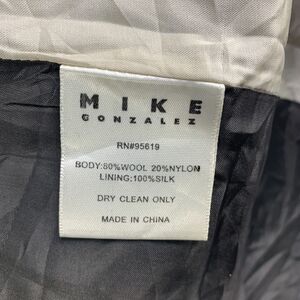 MIKE
GONZALEZ
RN#95619
BODY:80%WOOL 20%NYLON
LINING;100%SILK
DRY CLEAN ONLY
MADE IN CHINA